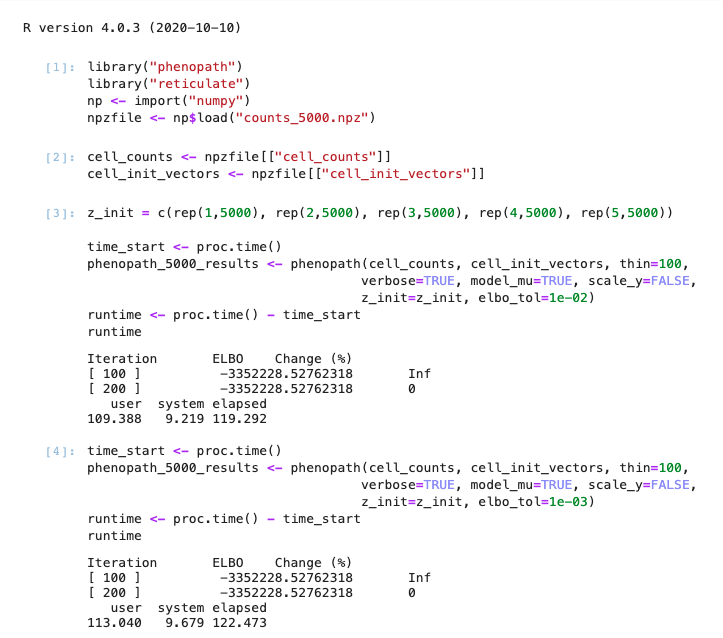 R version 4.0.3 (2020-10-10)
[1]: library("phenopath")
library("reticulate")
np <- import("numpy")
npzfile <- np$load("counts_5000.npz")
[2]: cell_counts <- npzfile[["cell_counts"]]
cell_init_vectors <- npzfile[["cell_init_vectors"]]
[3]: z_init = c(rep(1,5000), rep(2,5000), rep(3,5000), rep(4,5000), rep(5,5000))
time_start <- proc.time()
phenopath_5000_results <- phenopath(cell_counts, cell_init_vectors, thin=100,
verbose=TRUE, model_mu=TRUE, scale_y=FALSE,
z_init=z_init, elbo_tol=1e-02)
runtime <- proc.time() - time_start
runtime
Iteration ELBO Change (%)
[ 100 ] -3352228.52762318 Inf
[ 200 ] -3352228.52762318 0
user system elapsed
109.388 9.219 119.292
[4]: time_start <- proc.time()
phenopath_5000_results <- phenopath(cell_counts, cell_init_vectors, thin=100,
verbose=TRUE, model_mu=TRUE, scale_y=FALSE,
z_init=z_init, elbo_tol=1e-03)
runtime <- proc.time() - time_start
runtime
Iteration ELBO Change (%)
[ 100 ] -3352228.52762318 Inf
[ 200 ] -3352228.52762318 0
user system elapsed
113.040 9.679 122.473